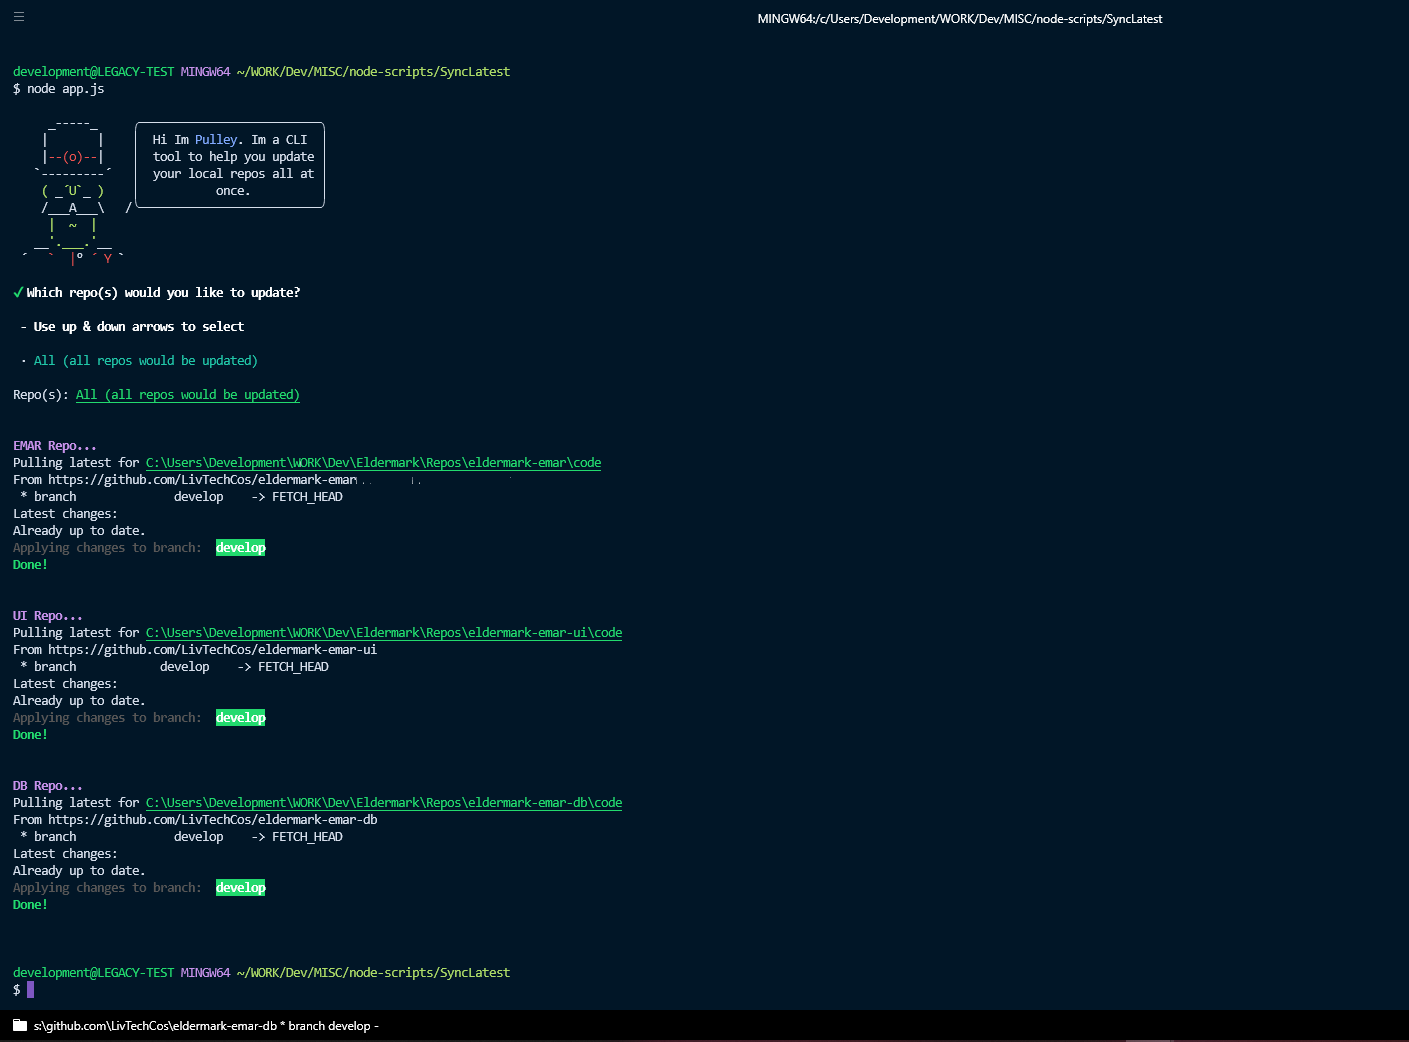 MINGW64:/c/Users/Development/WORK/Dev/MISC/node-scripts/SyncLatest
development@LEGACY-TEST MINGW64 ~/WORK/Dev/MISC/node-scripts/SyncLatest
$ node app.js
Hi Im Pulley. Im a CLI
tool to help you update
your local repos all at
once.
✓ Which repo(s) would you like to update?
- Use up & down arrows to select
· All (all repos would be updated)
Repo(s): All (all repos would be updated)
EMAR Repo...
Pulling latest for C:\Users\Development\WORK\Dev\Eldermark\Repos\eldermark-emar\code
From https://github.com/LivTechCos/eldermark-emar
* branch develop -> FETCH_HEAD
Latest changes:
Already up to date.
Applying changes to branch: develop
Done!
UI Repo...
Pulling latest for C:\Users\Development\WORK\Dev\Eldermark\Repos\eldermark-emar-ui\code
From https://github.com/LivTechCos/eldermark-emar-ui
* branch develop -> FETCH_HEAD
Latest changes:
Already up to date.
Applying changes to branch: develop
Done!
DB Repo...
Pulling latest for C:\Users\Development\WORK\Dev\Eldermark\Repos\eldermark-emar-db\code
From https://github.com/LivTechCos/eldermark-emar-db
* branch develop -> FETCH_HEAD
Latest changes:
Already up to date.
Applying changes to branch: develop
Done!
development@LEGACY-TEST MINGW64 ~/WORK/Dev/MISC/node-scripts/SyncLatest
$
s:\github.com\LivTechCos\eldermark-emar-db * branch develop -